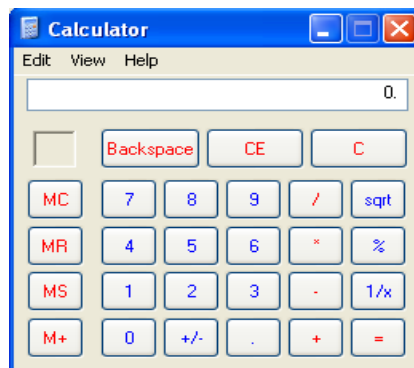 Calculator
Edit View Help
0.
Backspace CE C
MC 7 8 9 / sqrt
MR 4 5 6 * %
MS 1 2 3 - 1/x
M+ 0 +/- . + =